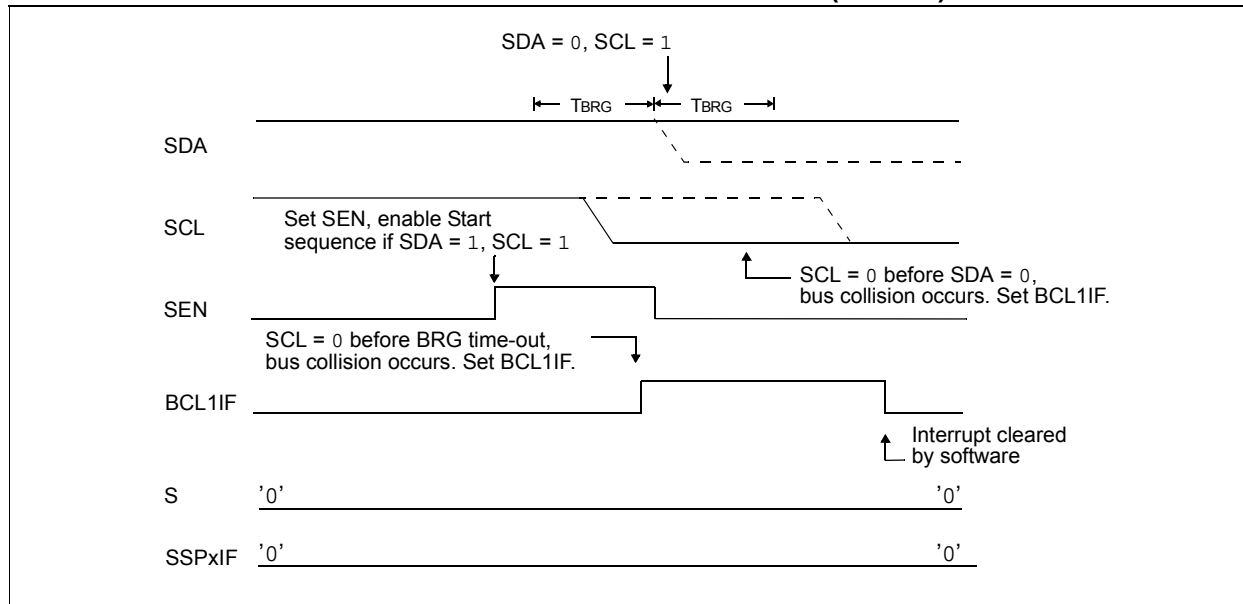 SDA = 0, SCL = 1
TBRG TBRG
SDA
SCL
Set SEN, enable Start
sequence if SDA = 1, SCL = 1
SCL = 0 before SDA = 0,
bus collision occurs. Set BCL1IF.
SEN
SCL = 0 before BRG time-out,
bus collision occurs. Set BCL1IF.
BCL1IF
Interrupt cleared
by software
S '0' '0'
SSPxIF '0' '0'